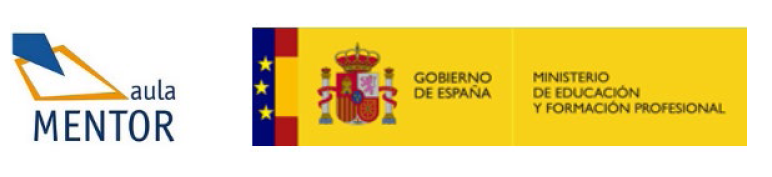 aula
MENTOR
GOBIERNO
DE ESPAÑA
MINISTERIO
DE EDUCACIÓN
Y FORMACIÓN PROFESIONAL